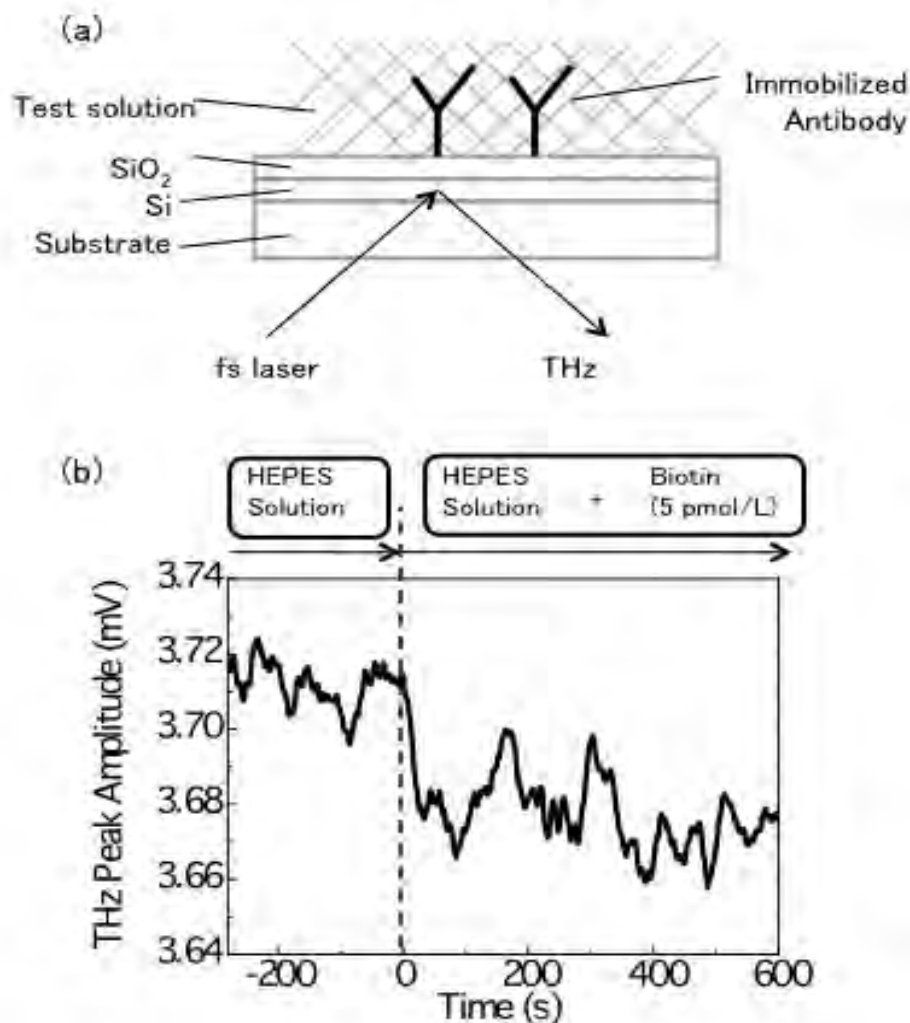 (a)
Test solution
Immobilized
Antibody
SiO2
Si
Substrate
fs laser
THz
(b)
HEPES
Solution
HEPES
Solution
+
Biotin
(5 pmol/L)
THz Peak Amplitude (mV)
3.74
3.72
3.70
3.68
3.66
3.64
-200
0
200
400
600
Time (s)